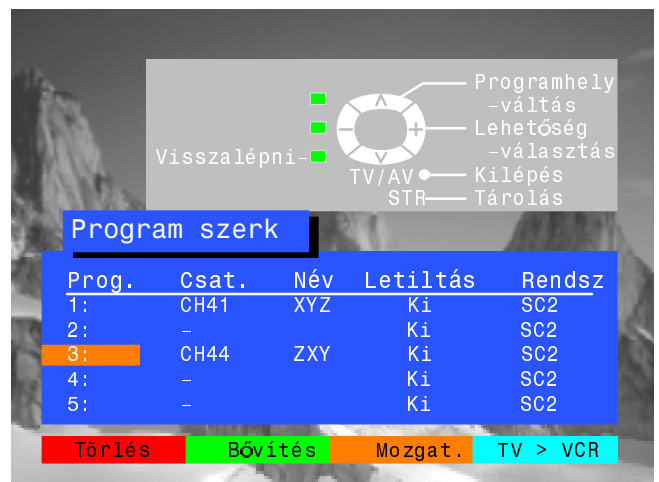 Programhely
-váltás
Lehetőség
-választás
Visszalépni-
TV/AV Kilépés
STR Tárolás
Program szerk
Prog. Csat. Név Letiltás Rendsz
1: CH41 XYZ Ki SC2
2: – Ki SC2
3: CH44 ZXY Ki SC2
4: – Ki SC2
5: – Ki SC2
Törlés Bővítés Mozgat. TV > VCR